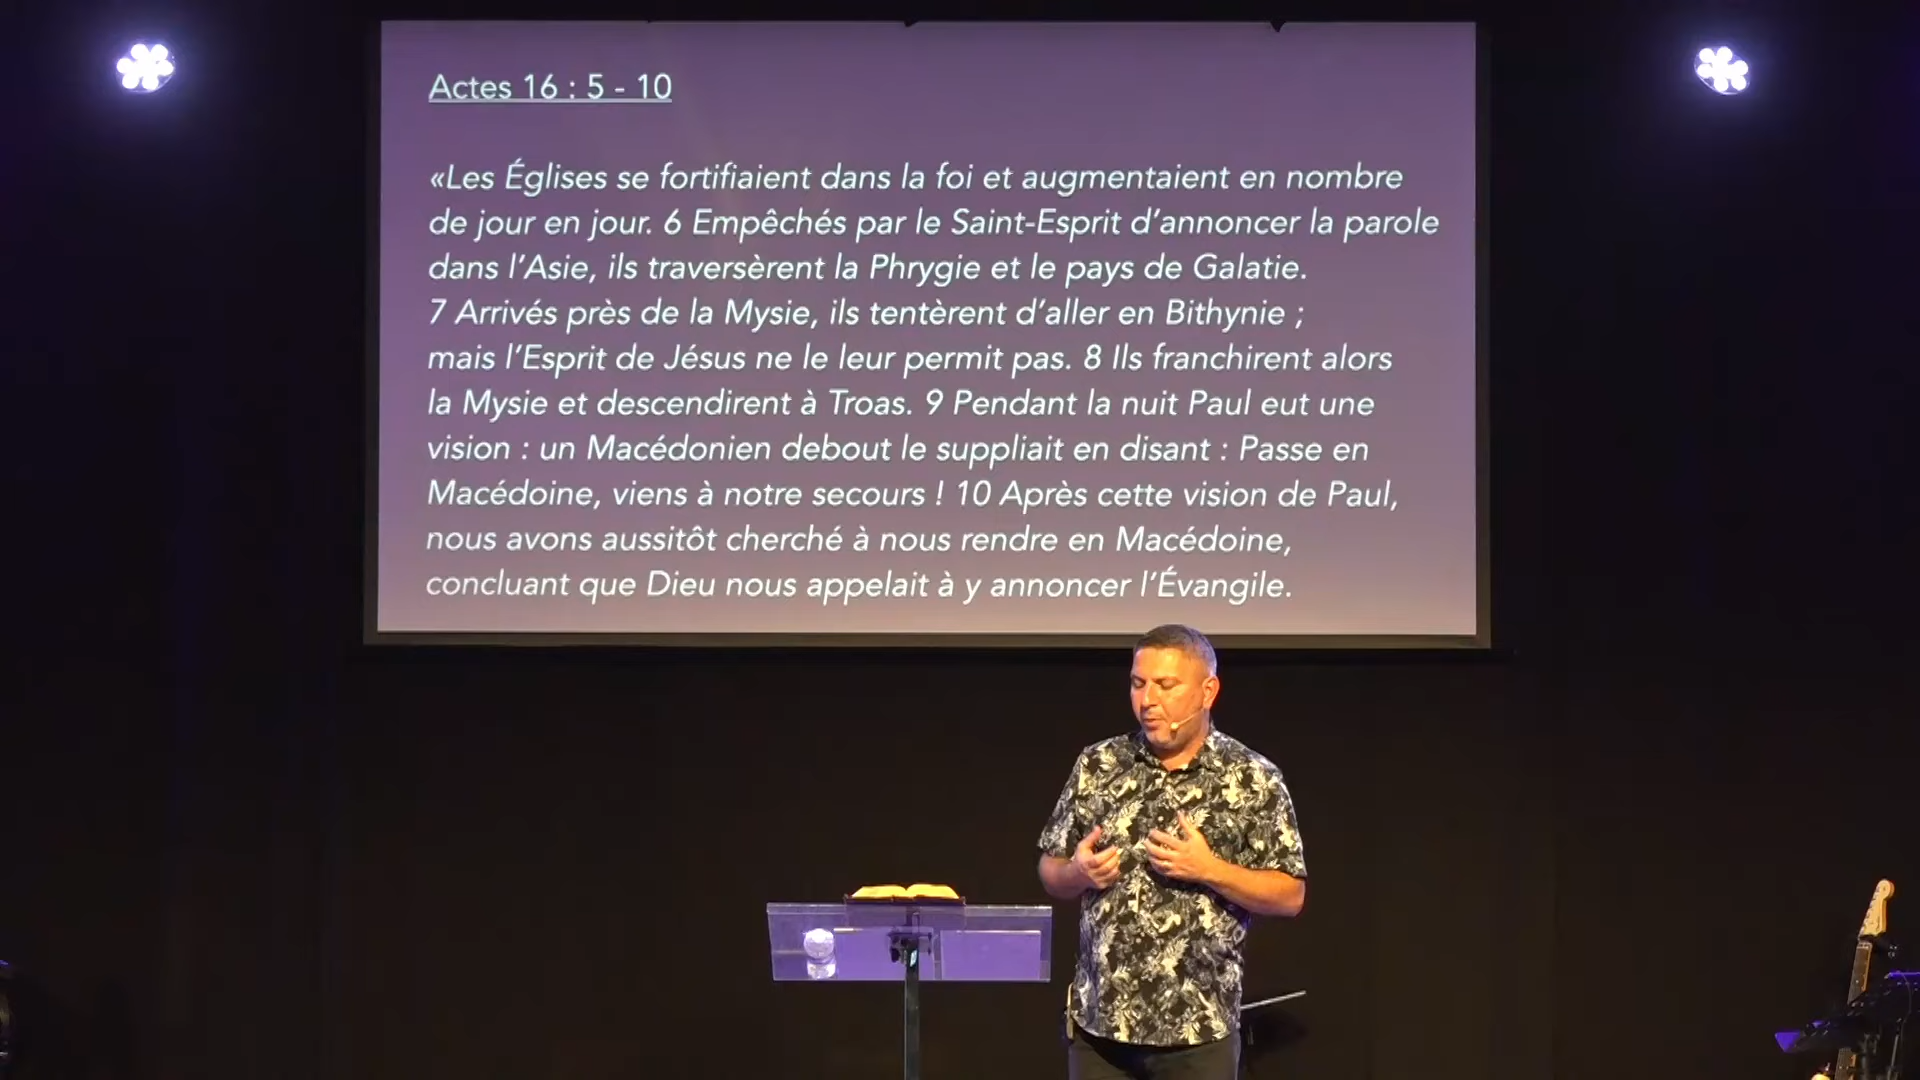 Actes 16 : 5 - 10
«Les Églises se fortifiaient dans la foi et augmentaient en nombre
de jour en jour. 6 Empêchés par le Saint-Esprit d’annoncer la parole
dans l’Asie, ils traversèrent la Phrygie et le pays de Galatie.
7 Arrivés près de la Mysie, ils tentèrent d’aller en Bithynie ;
mais l’Esprit de Jésus ne le leur permit pas. 8 Ils franchirent alors
la Mysie et descendirent à Troas. 9 Pendant la nuit Paul eut une
vision : un Macédonien debout le suppliait en disant : Passe en
Macédoine, viens à notre secours ! 10 Après cette vision de Paul,
nous avons aussitôt cherché à nous rendre en Macédoine,
concluant que Dieu nous appelait à y annoncer l’Évangile.